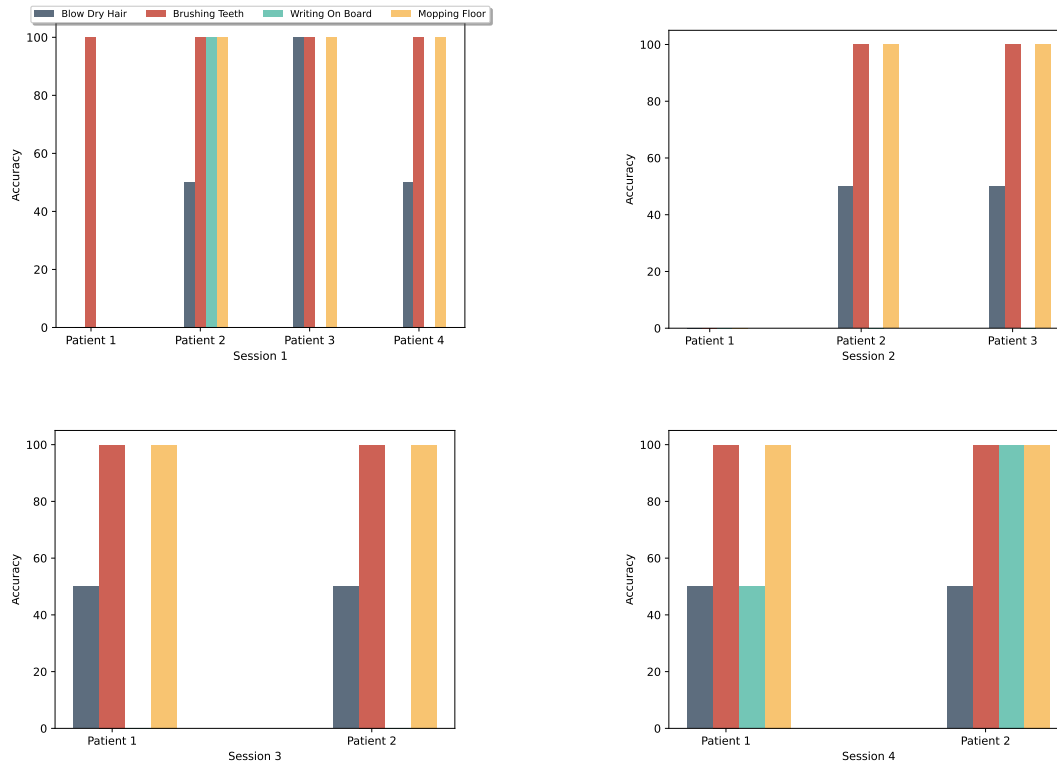 Blow Dry Hair Brushing Teeth Writing On Board Mopping Floor
100
80
60
40
20
0
Accuracy
Patient 1 Patient 2 Patient 3 Patient 4
Session 1
100
80
60
40
20
0
Accuracy
Patient 1 Patient 2 Patient 3
Session 2
100
80
60
40
20
0
Accuracy
Patient 1 Patient 2
Session 3
100
80
60
40
20
0
Accuracy
Patient 1 Patient 2
Session 4